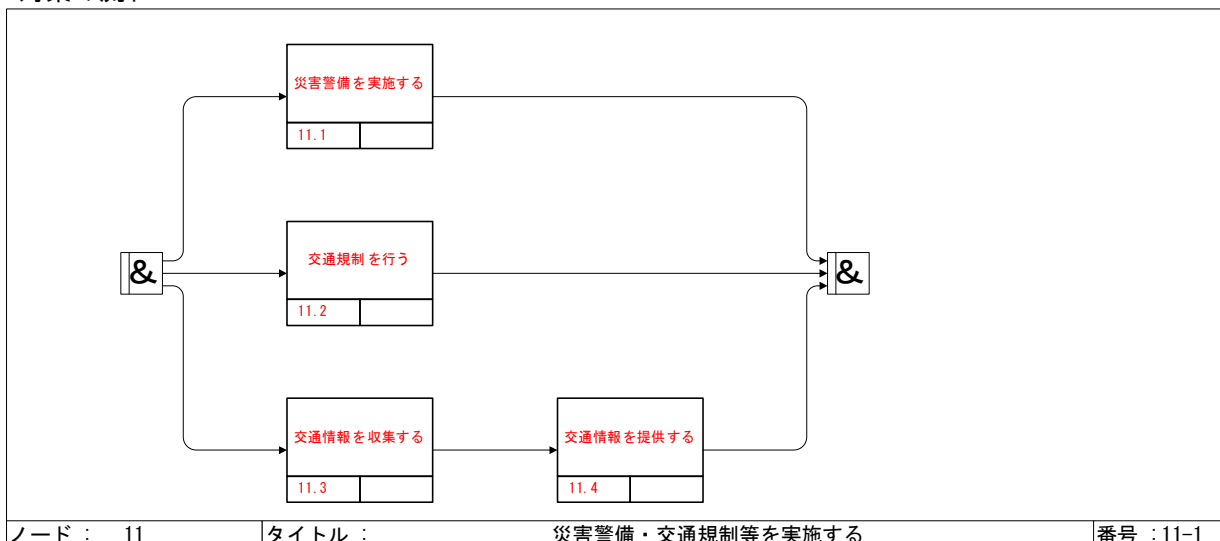 災害警備を実施する
11.1
&
交通規制を行う
&
11.2
交通情報を収集する
交通情報を提供する
11.3
11.4
ノード： 11 タイトル： 災害警備・交通規制等を実施する 番号：11-1